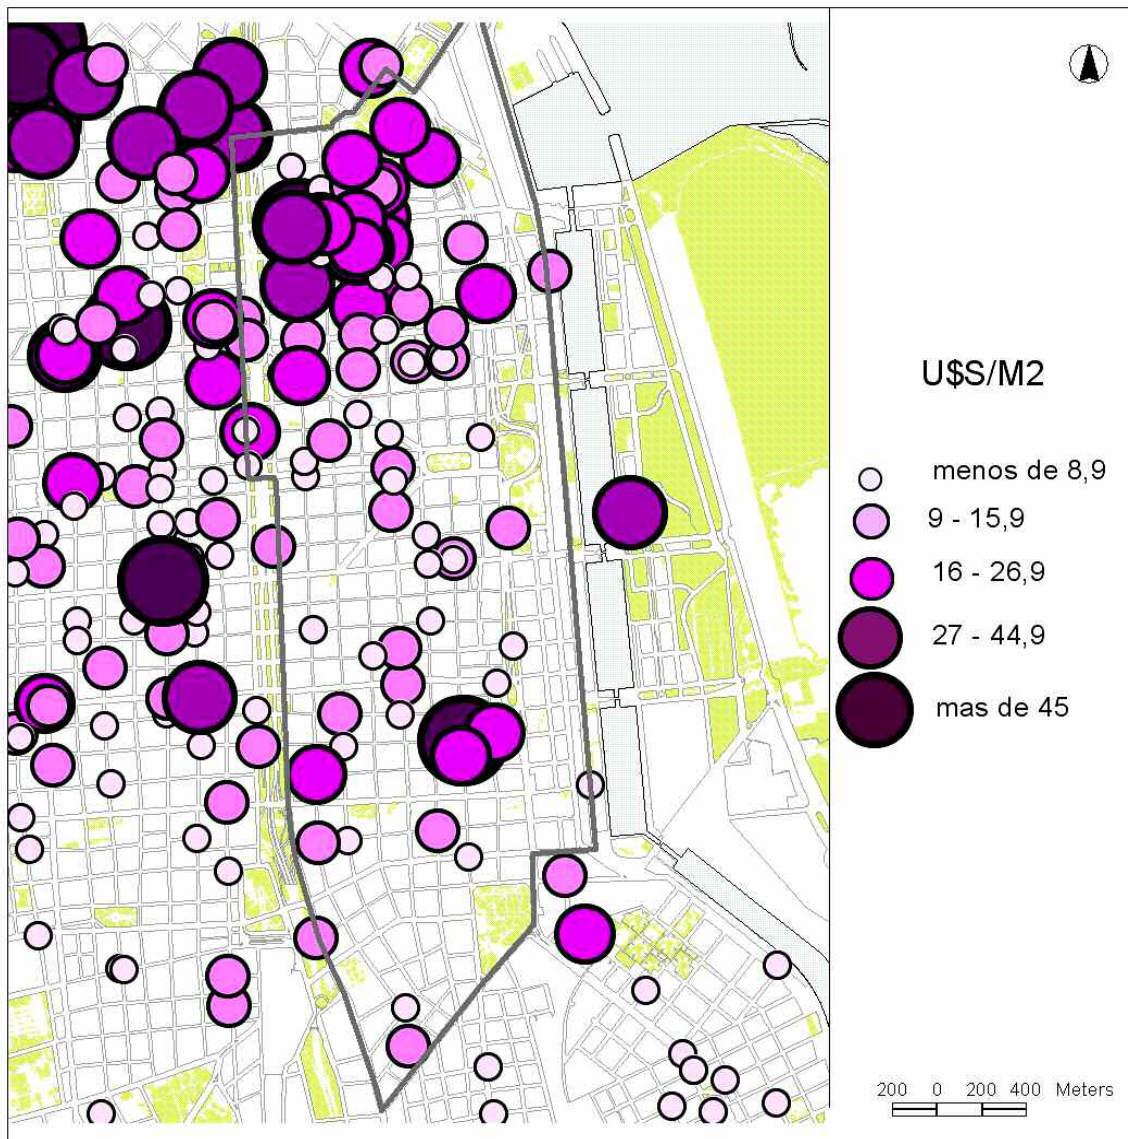 U$S/M2
menos de 8,9
9 - 15,9
16 - 26,9
27 - 44,9
mas de 45
200 0 200 400 Meters